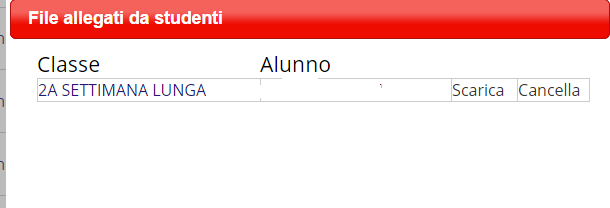 File allegati da studenti
Classe Alunno
2A SETTIMANA LUNGA Scarica Cancella